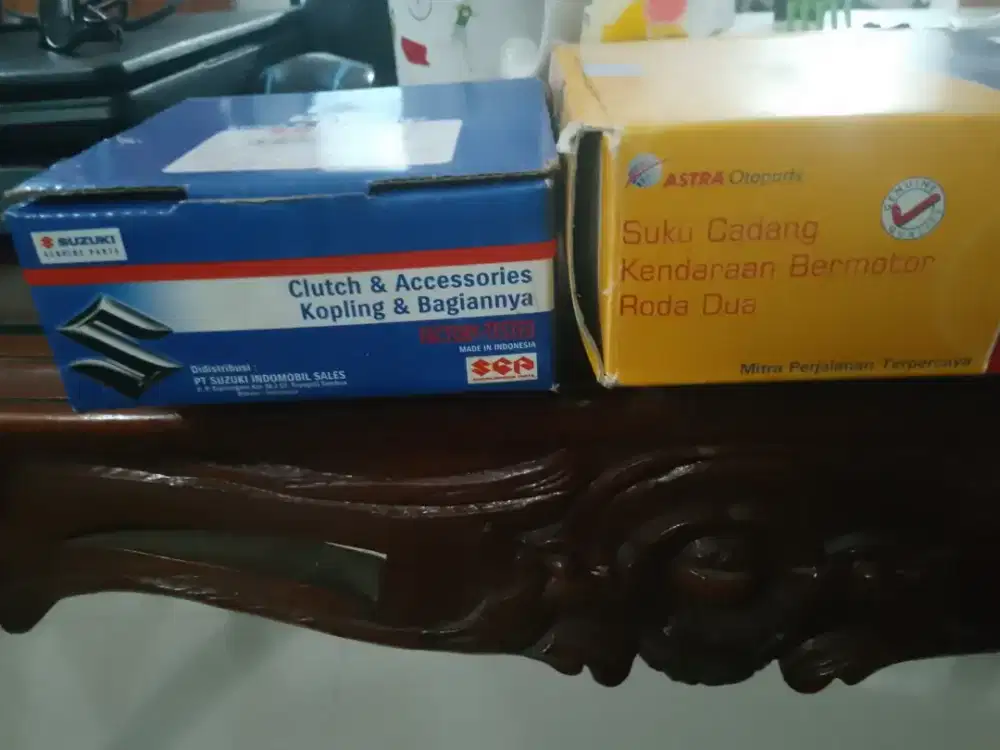 SUZUKI
GENUINE PARTS
Clutch & Accessories
Kopling & Bagiannya
MADE IN INDONESIA
SGP
Didistribusi :
PT SUZUKI INDOMOBIL SALES
ASTRA Otoparts
GENUINE
Suku Cadang
Kendaraan Bermotor
Roda Dua
Mitra Perjalanan Terpercaya